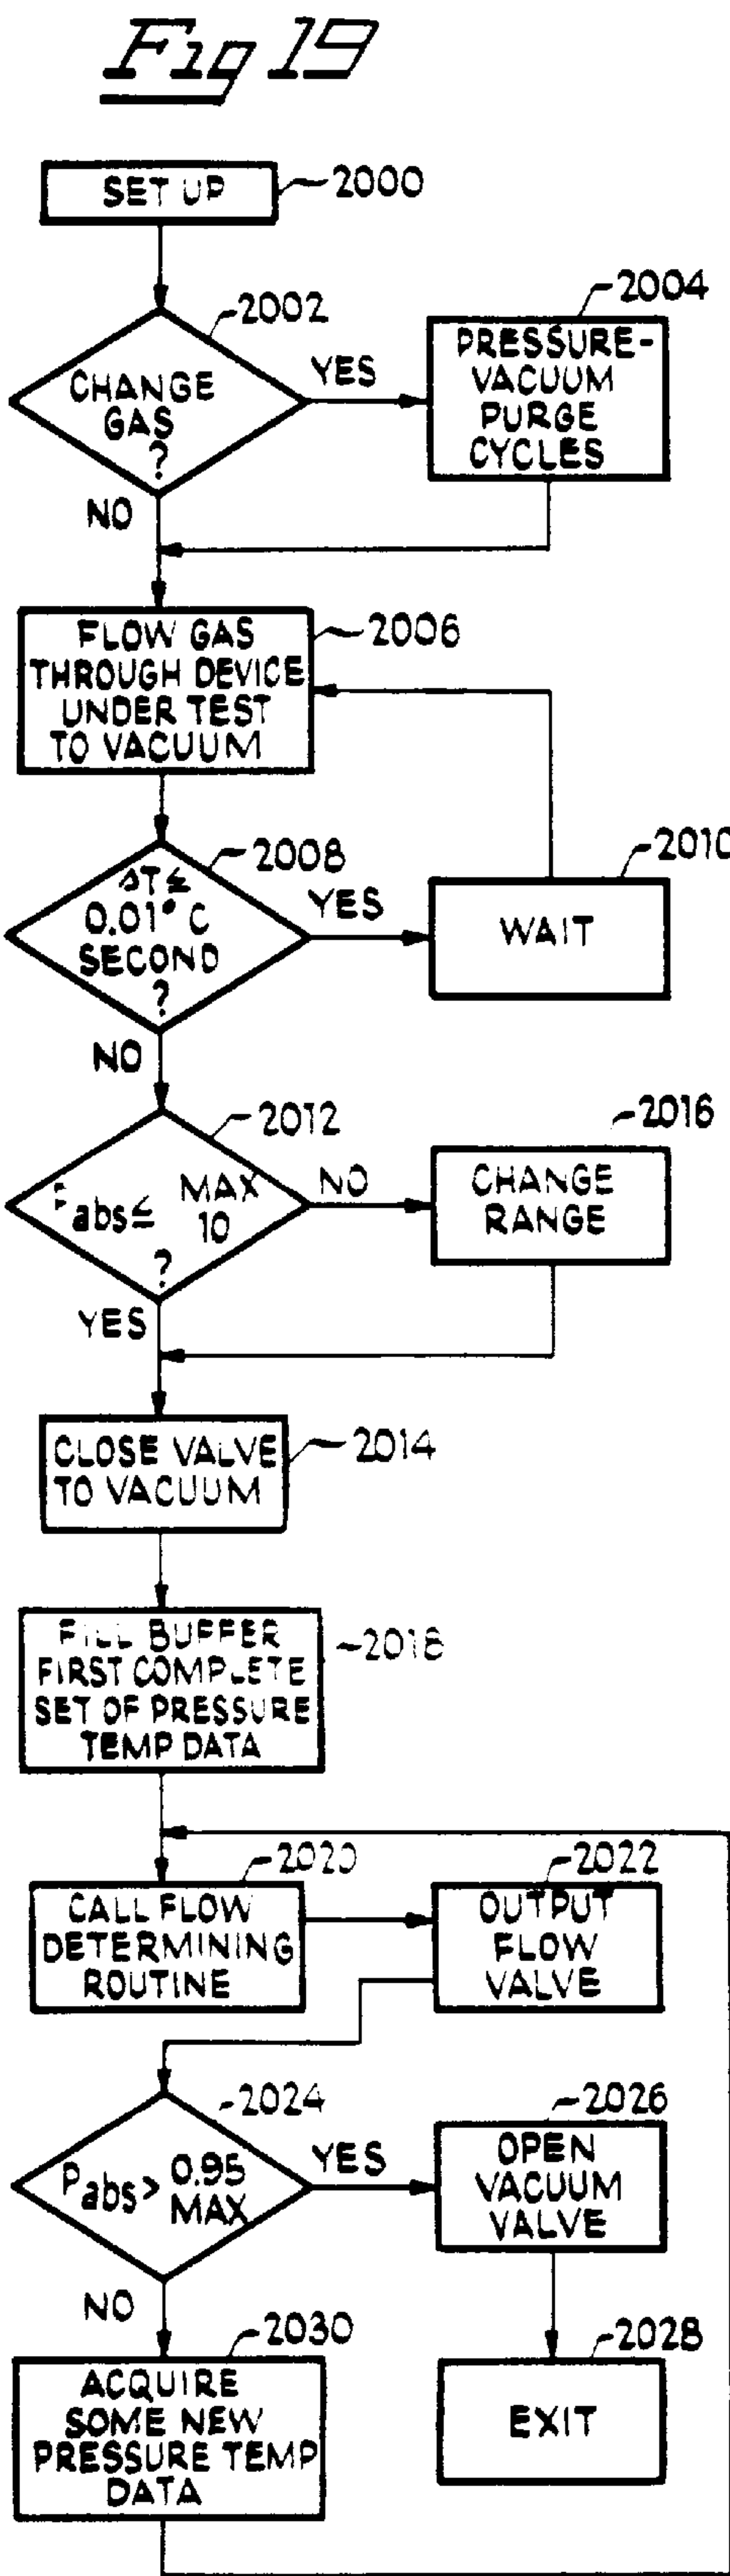 Fig 19
SET UP
2000
2002
CHANGE
GAS
?
YES
NO
2004
PRESSURE-
VACUUM
PURGE
CYCLES
FLOW GAS
THROUGH DEVICE
UNDER TEST
TO VACUUM
2006
2008
ΔT≤
0.01° C
SECOND
?
YES
NO
2010
WAIT
2012
Pabs≤ MAX
10
?
NO
YES
2016
CHANGE
RANGE
CLOSE VALVE
TO VACUUM
2014
FILL BUFFER
FIRST COMPLETE
SET OF PRESSURE
TEMP DATA
2018
2020
CALL FLOW
DETERMINING
ROUTINE
2022
OUTPUT
FLOW
VALVE
2024
Pabs> 0.95
MAX
YES
NO
2026
OPEN
VACUUM
VALVE
2028
EXIT
2030
ACQUIRE
SOME NEW
PRESSURE TEMP
DATA